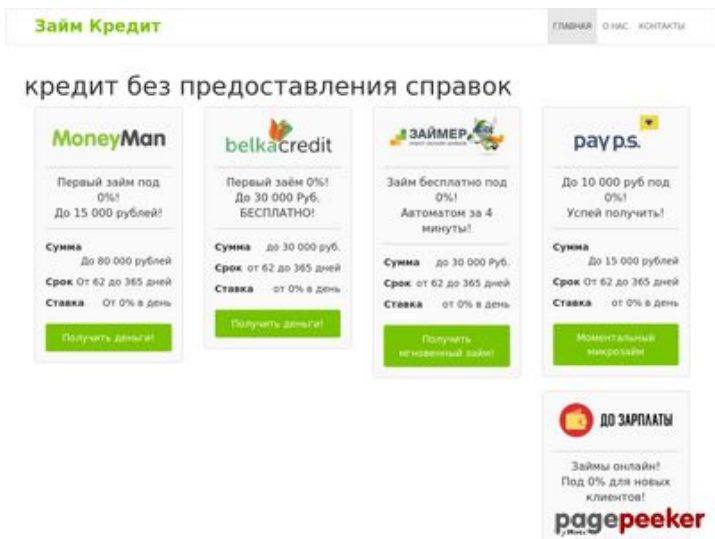 Займ Кредит
ГЛАВНАЯ О НАС КОНТАКТЫ
кредит без предоставления справок
MoneyMan
Первый займ под
0%!
До 15 000 рублей!
Сумма
До 80 000 рублей
Срок От 62 до 365 дней
Ставка От 0% в день
Получить деньги!
belkacredit
Первый заём 0%!
До 30 000 Руб.
БЕСПЛАТНО!
Сумма до 30 000 руб.
Срок от 62 до 365 дней
Ставка от 0% в день
Получить деньги!
ЗАЙМЕР
Займ бесплатно под
0%!
Автоматом за 4
минуты!
Сумма до 30 000 Руб.
Срок от 62 до 365 дней
Ставка от 0% в день
Получить
мгновенный займ!
pay p.s.
До 10 000 руб под
0%!
Успей получить!
Сумма
До 15 000 рублей
Срок От 62 до 365 дней
Ставка От 0% в день
Моментальный
микрозайм
ДО ЗАРПЛАТЫ
Займы онлайн!
Под 0% для новых
клиентов!
pagepeeker